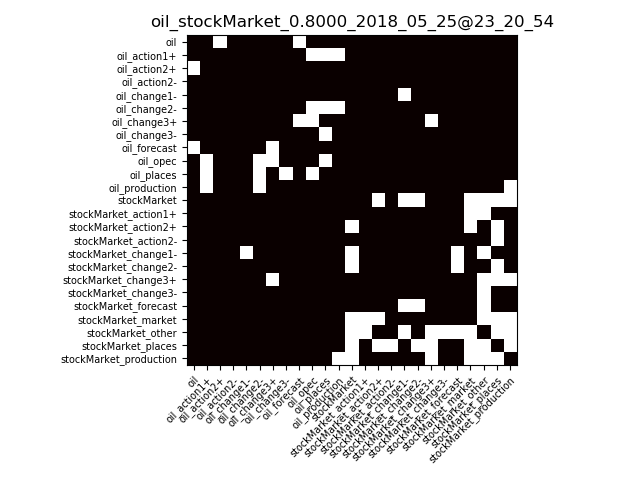 oil_stockMarket_0.8000_2018_05_25@23_20_54
oil
oil_action1+
oil_action2+
oil_action2-
oil_change1-
oil_change2-
oil_change3+
oil_change3-
oil_forecast
oil_opec
oil_places
oil_production
stockMarket
stockMarket_action1+
stockMarket_action2+
stockMarket_action2-
stockMarket_change1-
stockMarket_change2-
stockMarket_change3+
stockMarket_change3-
stockMarket_forecast
stockMarket_market
stockMarket_other
stockMarket_places
stockMarket_production
oil
oil_action1+
oil_action2+
oil_action2-
oil_change1-
oil_change2-
oil_change3+
oil_change3-
oil_forecast
oil_opec
oil_places
oil_production
stockMarket
stockMarket_action1+
stockMarket_action2+
stockMarket_action2-
stockMarket_change1-
stockMarket_change2-
stockMarket_change3+
stockMarket_change3-
stockMarket_forecast
stockMarket_market
stockMarket_other
stockMarket_places
stockMarket_production